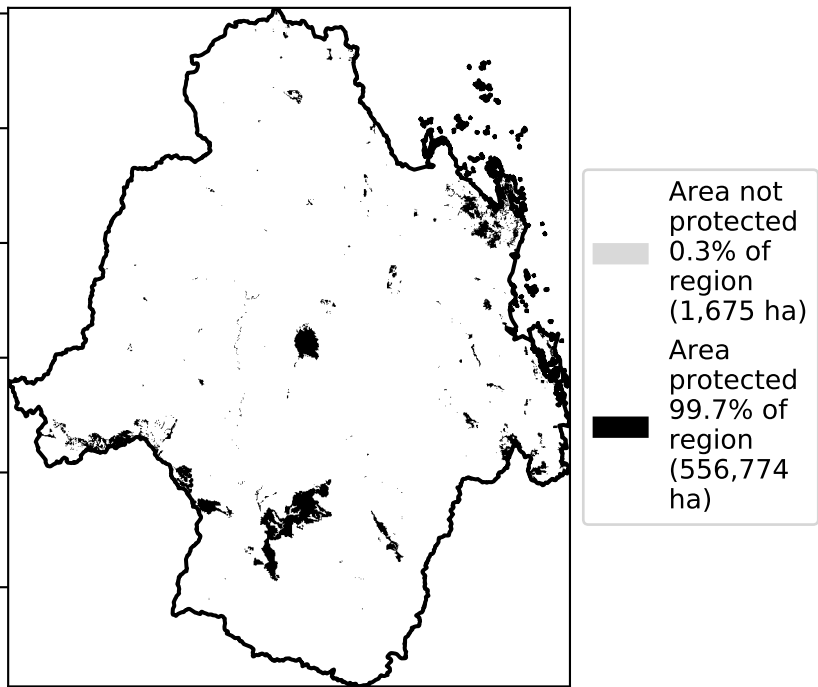 Area not
protected
0.3% of
region
(1,675 ha)
Area
protected
99.7% of
region
(556,774
ha)